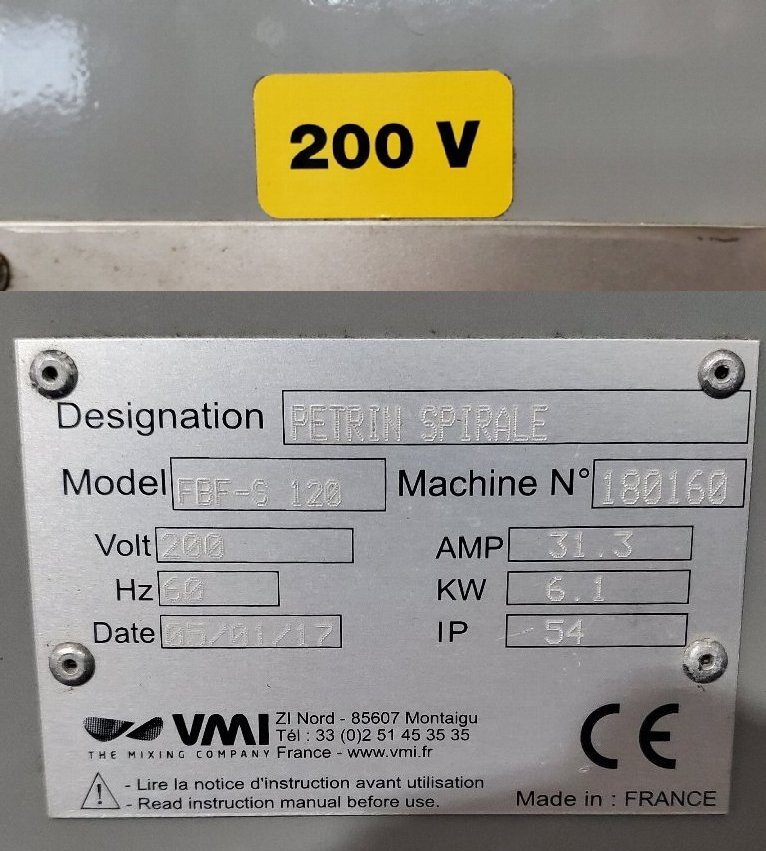 200 V
Designation PETRIN SPIRALE
Model FBF-S 120 Machine N° 180160
Volt 200 AMP 31.3
Hz 60 KW 6.1
Date 05/01/17 IP 54
VMI ZI Nord - 85607 Montaigu
Tél : 33 (0)2 51 45 35 35
THE MIXING COMPANY France - www.vmi.fr
CE
- Lire la notice d'instruction avant utilisation
- Read instruction manual before use.
Made in : FRANCE